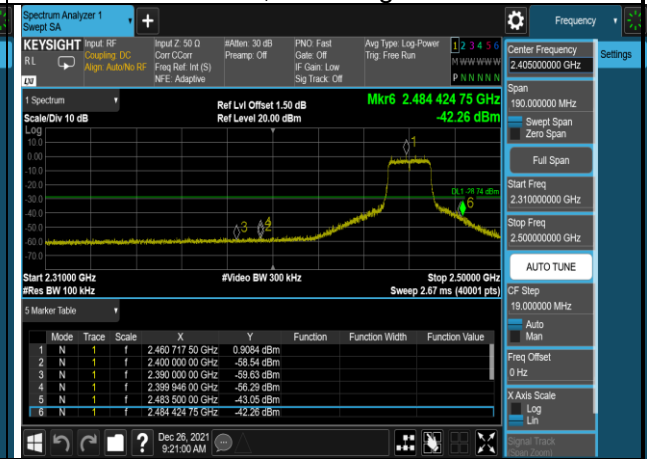 Spectrum Analyzer 1
Swept SA
Frequency
Settings
KEYSIGHT
RL
LXI
Input: RF
Coupling: DC
Align: Auto/No RF
Input Z: 50 Ω
Corr CCorr
Freq Ref: Int (S)
NFE: Adaptive
#Atten: 30 dB
Preamp: Off
PNO: Fast
Gate: Off
IF Gain: Low
Sig Track: Off
Avg Type: Log-Power
Trig: Free Run
1 2 3 4 5 6
M W W W W W
P N N N N N
1 Spectrum
Scale/Div 10 dB
Ref Lvl Offset 1.50 dB
Ref Level 20.00 dBm
Mkr6 2.484 424 75 GHz
-42.26 dBm
Log
10.0
0.00
-10.0
-20.0
-30.0
-40.0
-50.0
-60.0
-70.0
1
DL1 -28.74 dBm
6
3
Start 2.31000 GHz
#Res BW 100 kHz
#Video BW 300 kHz
Stop 2.50000 GHz
Sweep 2.67 ms (40001 pts)
5 Marker Table
Mode Trace Scale X Y Function Function Width Function Value
1 N 1 f 2.460 717 50 GHz 0.9084 dBm
2 N 1 f 2.400 000 00 GHz -58.54 dBm
3 N 1 f 2.390 000 00 GHz -59.63 dBm
4 N 1 f 2.399 946 00 GHz -56.29 dBm
5 N 1 f 2.483 500 00 GHz -43.05 dBm
6 N 1 f 2.484 424 75 GHz -42.26 dBm
?
Dec 26, 2021
9:21:00 AM
Center Frequency
2.405000000 GHz
Span
190.000000 MHz
Swept Span
Zero Span
Full Span
Start Freq
2.310000000 GHz
Stop Freq
2.500000000 GHz
AUTO TUNE
CF Step
19.000000 MHz
Auto
Man
Freq Offset
0 Hz
X Axis Scale
Log
Lin
Signal Track
(Span Zoom)